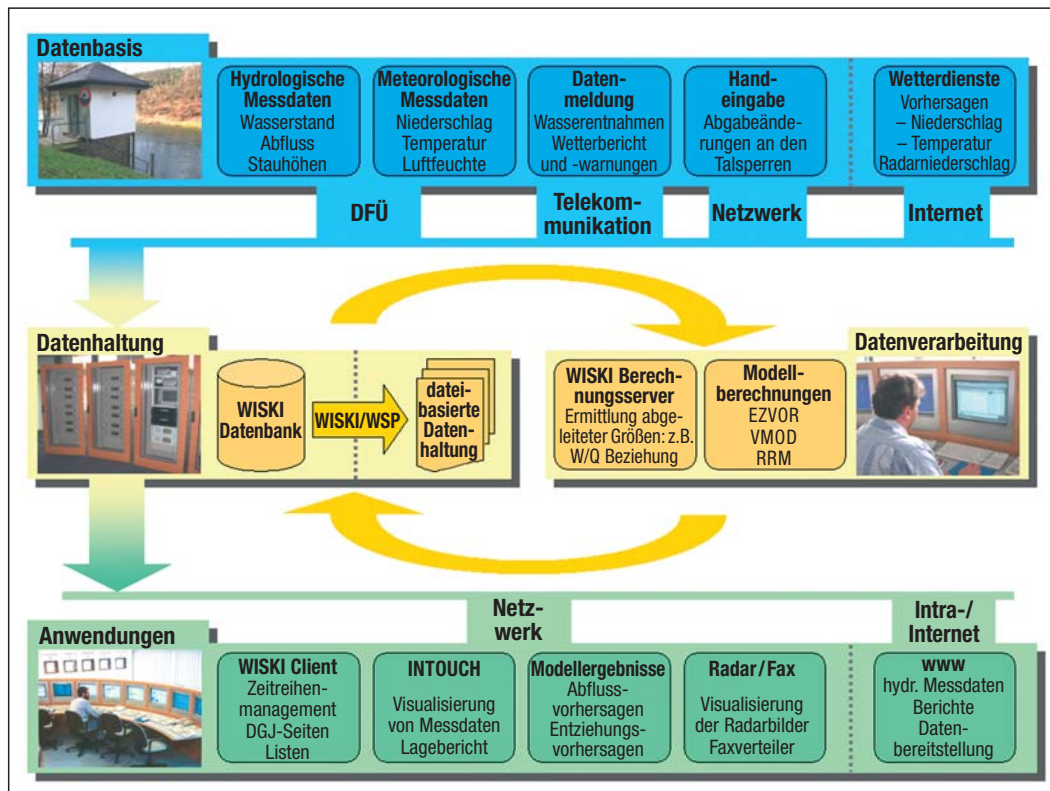 Datenbasis
Hydrologische
Messdaten
Wasserstand
Abfluss
Stauhöhen
Meteorologische
Messdaten
Niederschlag
Temperatur
Luftfeuchte
Daten-
meldung
Wasserentnahmen
Wetterbericht
und -warnungen
Hand-
eingabe
Abgabeände-
rungen an den
Talsperren
Wetterdienste
Vorhersagen
– Niederschlag
– Temperatur
Radarniederschlag
DFÜ
Telekom-
munikation
Netzwerk
Internet
Datenhaltung
WISKI
Datenbank
WISKI/WSP
datei-
basierte
Daten-
haltung
Datenverarbeitung
WISKI Berech-
nungsserver
Ermittlung abge-
leiteter Größen: z.B.
W/Q Beziehung
Modell-
berechnungen
EZVOR
VMOD
RRM
Netz-
werk
Intra-/
Internet
Anwendungen
WISKI Client
Zeitreihen-
management
DGJ-Seiten
Listen
INTOUCH
Visualisierung
von Messdaten
Lagebericht
Modellergebnisse
Abfluss-
vorhersagen
Entziehungs-
vorhersagen
Radar/Fax
Visualisierung
der Radarbilder
Faxverteiler
www
hydr. Messdaten
Berichte
Daten-
bereitstellung